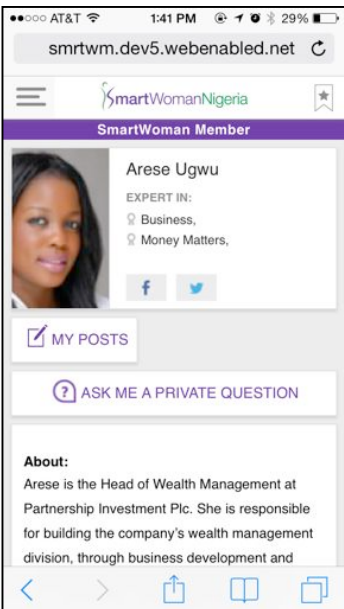 AT&T 1:41 PM 29%
smrtwm.dev5.webenabled.net
SmartWomanNigeria
SmartWoman Member
Arese Ugwu
EXPERT IN:
Business,
Money Matters,
f
MY POSTS
? ASK ME A PRIVATE QUESTION
About:
Arese is the Head of Wealth Management at
Partnership Investment Plc. She is responsible
for building the company's wealth management
division, through business development and